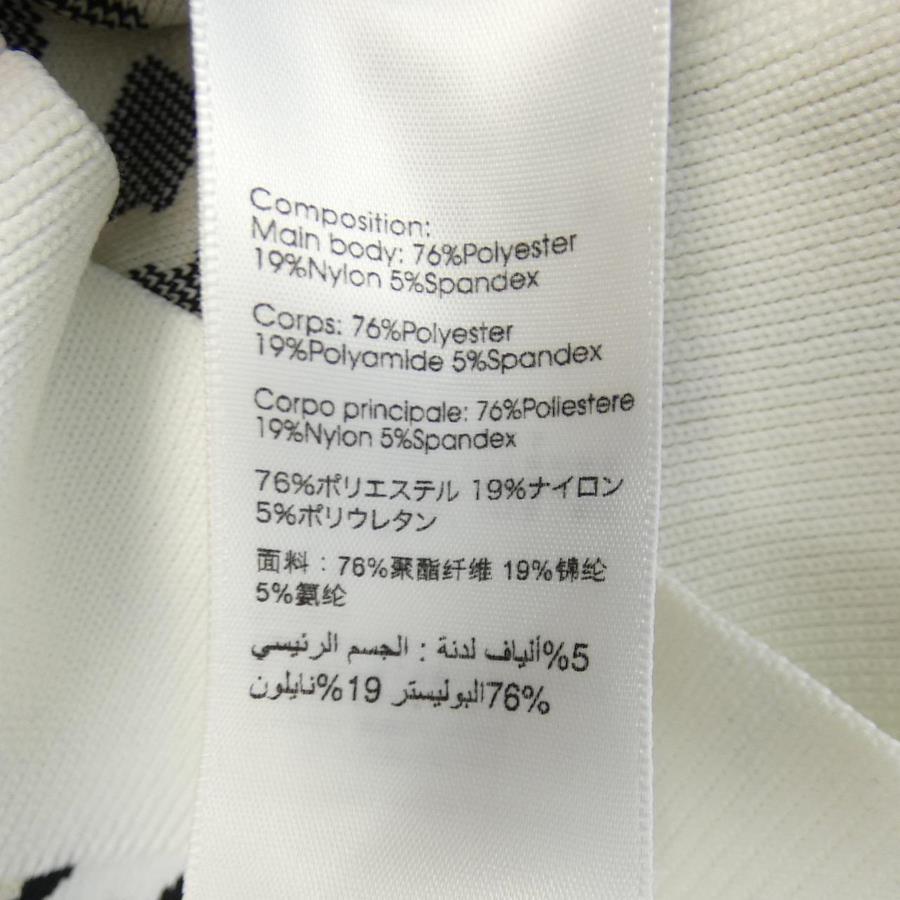 Composition:
Main body: 76%Polyester
19%Nylon 5%Spandex
Corps: 76%Polyester
19%Polyamide 5%Spandex
Corpo principale: 76%Poliestere
19%Nylon 5%Spandex
76%ポリエステル 19%ナイロン
5%ポリウレタン
面料：76%聚酯纤维 19%锦纶
5%氨纶
5%ألياف لدنة : الجسم الرئيسي
76%البوليستر 19%نايلون